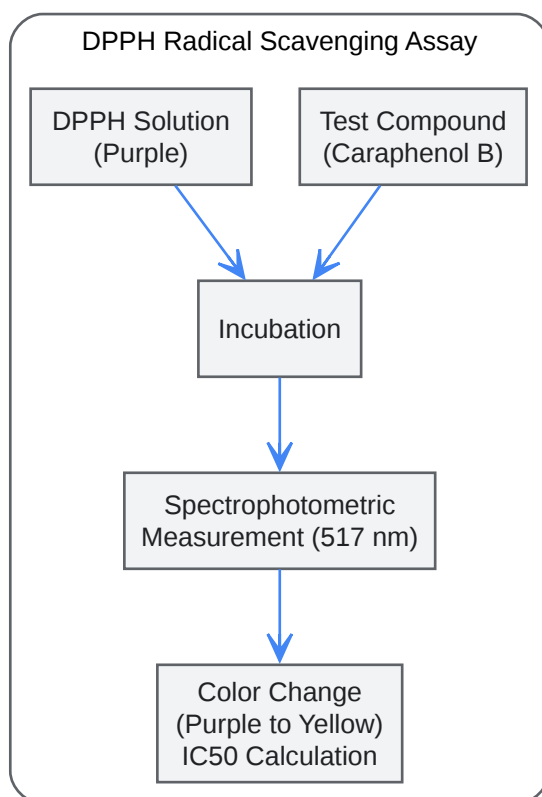 DPPH Radical Scavenging Assay
DPPH Solution
(Purple)
Test Compound
(Caraphenol B)
Incubation
Spectrophotometric
Measurement (517 nm)
Color Change
(Purple to Yellow)
IC50 Calculation